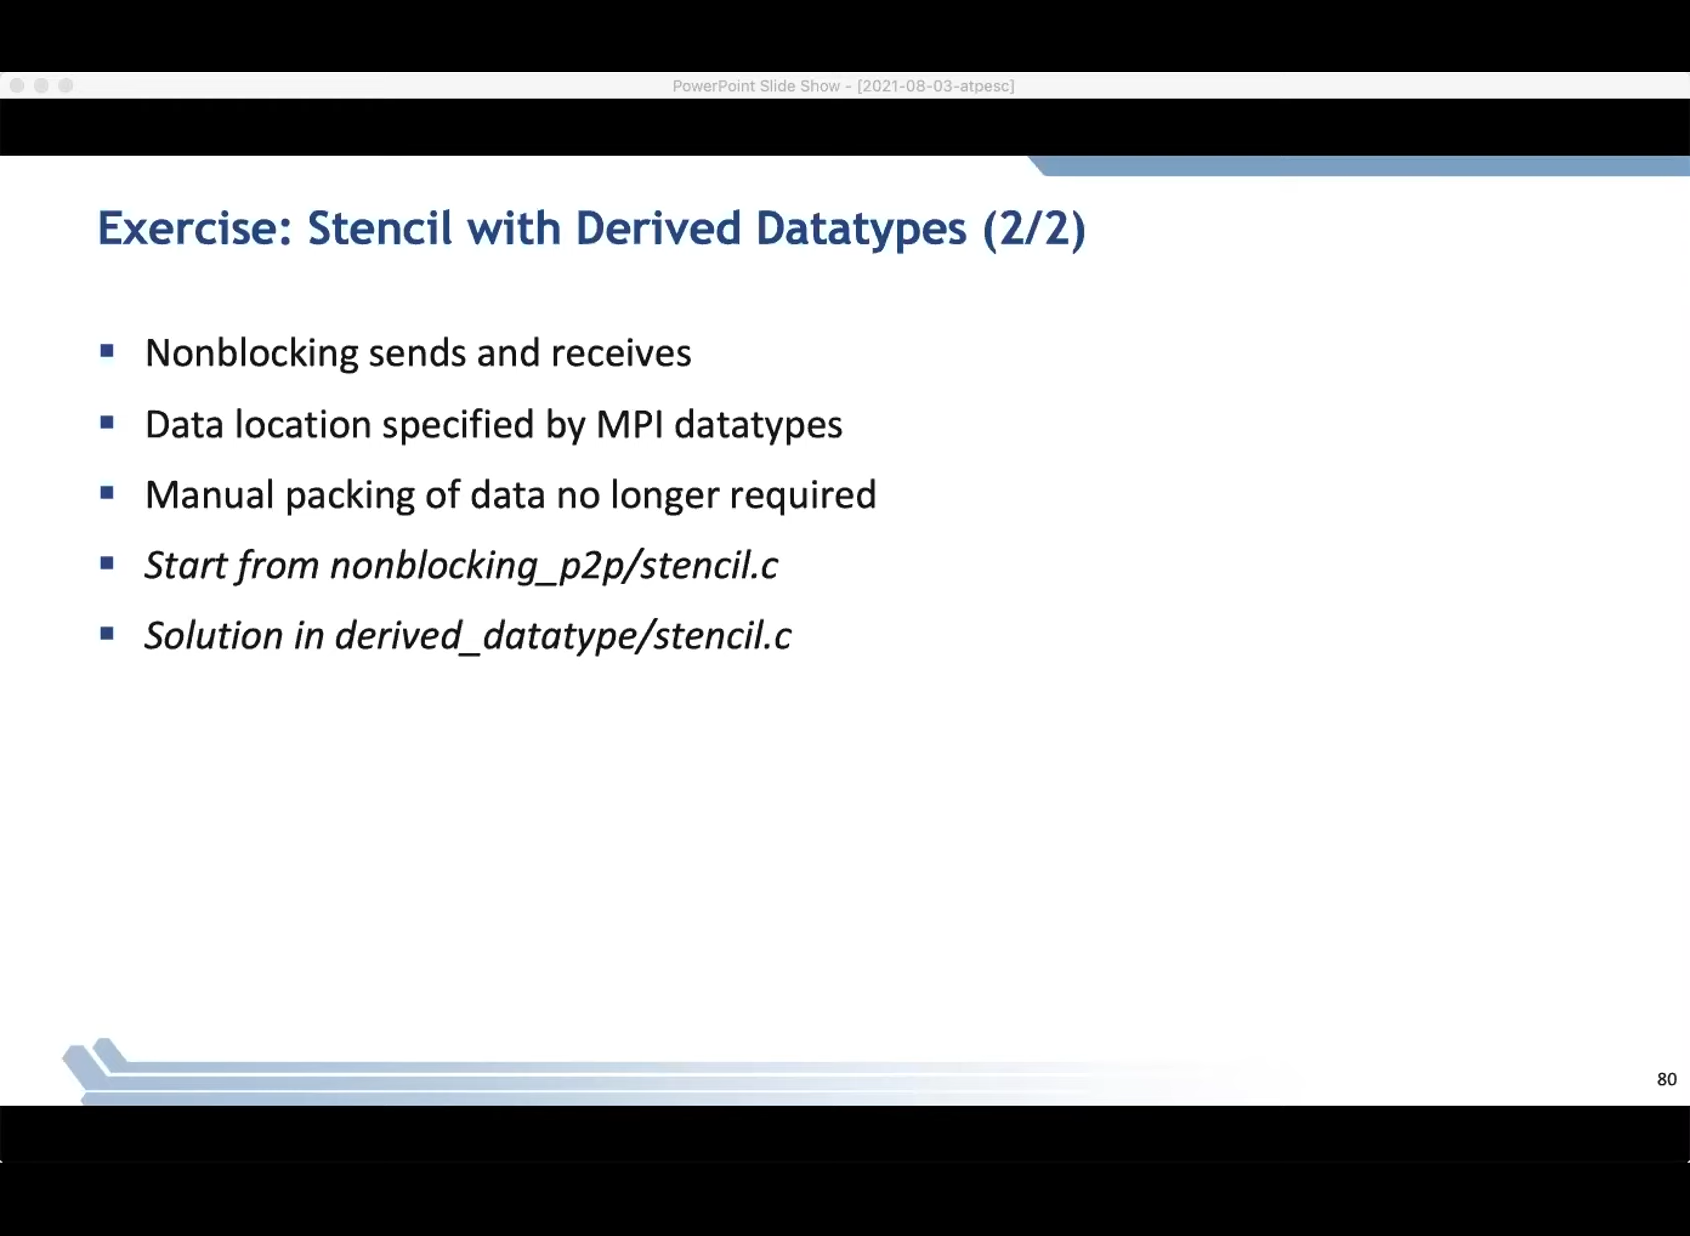 PowerPoint Slide Show - [2021-08-03-atpesc]
Exercise: Stencil with Derived Datatypes (2/2)
▪ Nonblocking sends and receives
▪ Data location specified by MPI datatypes
▪ Manual packing of data no longer required
▪ Start from nonblocking_p2p/stencil.c
▪ Solution in derived_datatype/stencil.c
80